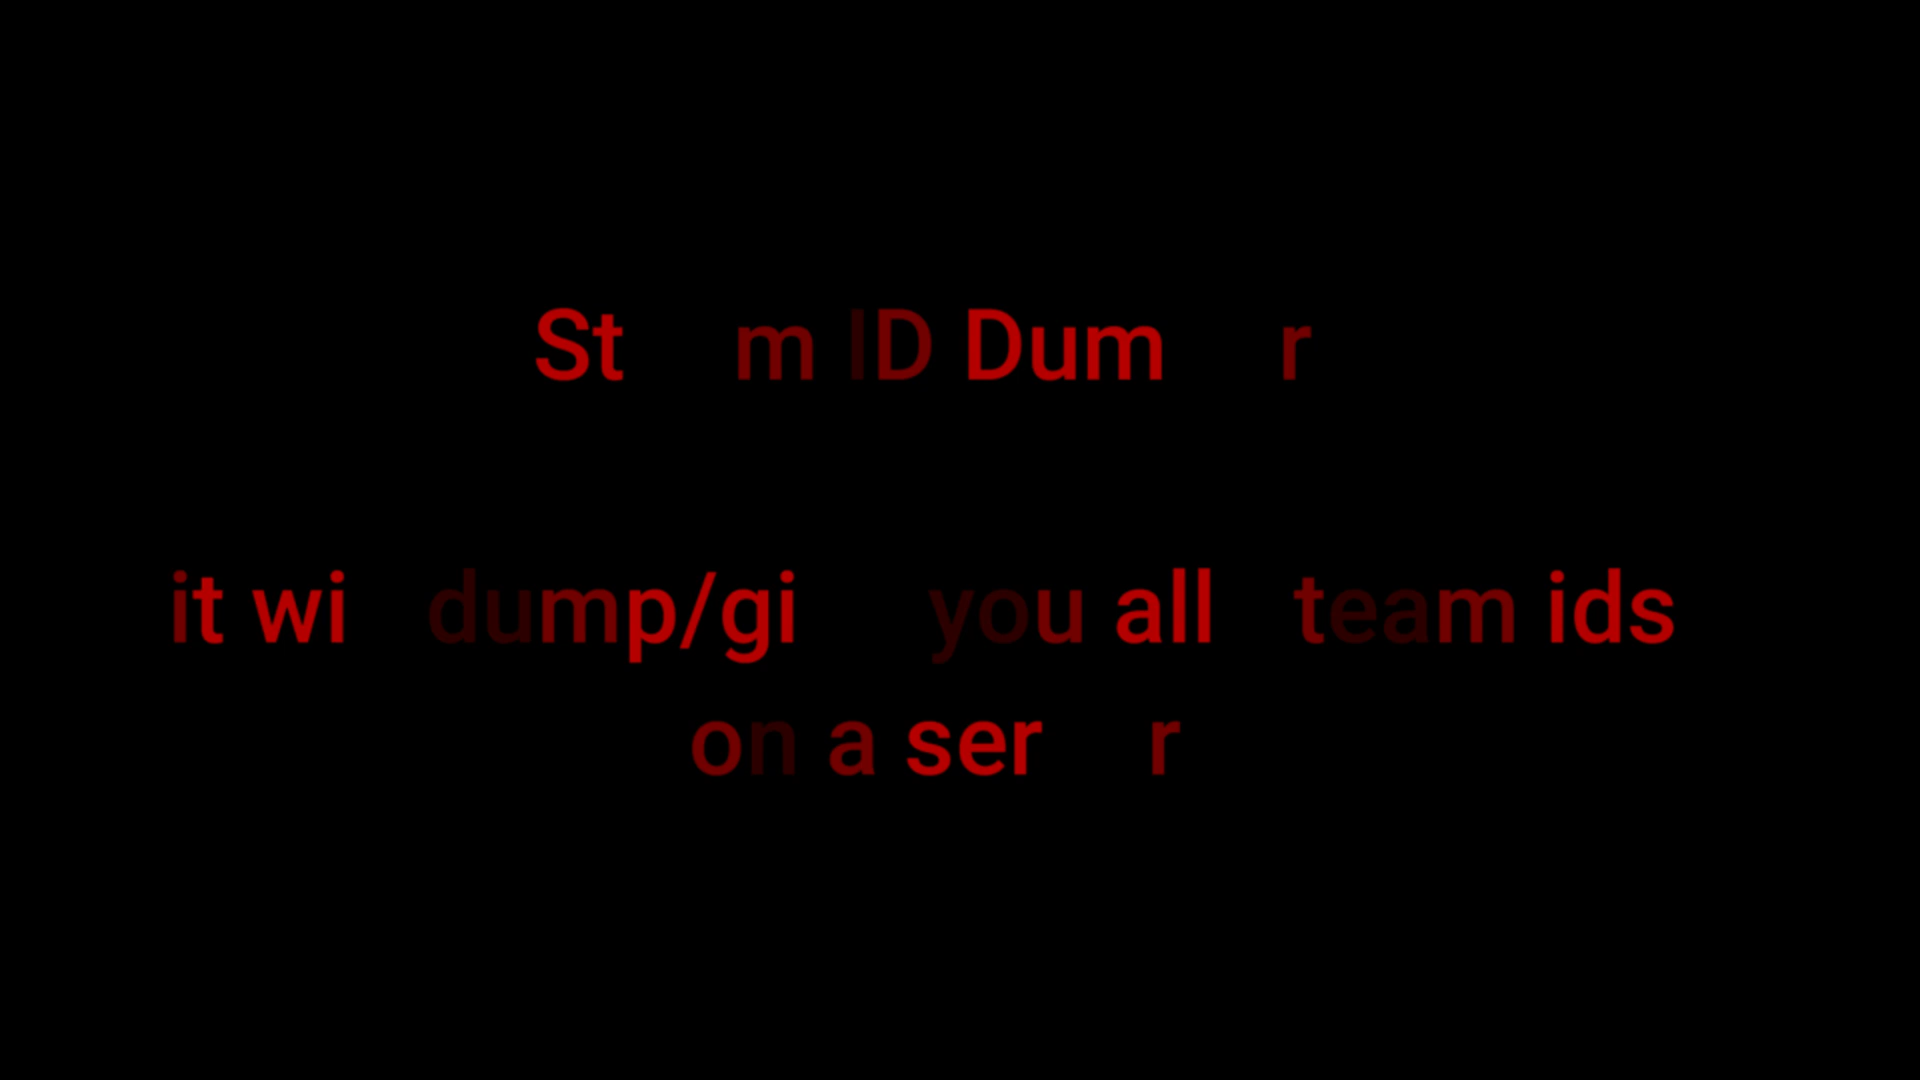 St m ID Dum r
it wi dump/gi you all team ids
on a ser r